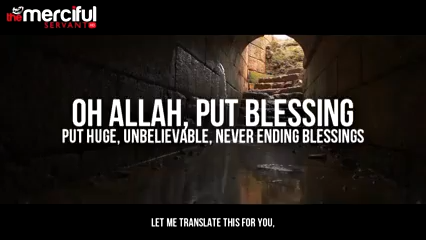 the merciful
SERVANT HD
OH ALLAH, PUT BLESSING
PUT HUGE, UNBELIEVABLE, NEVER ENDING BLESSINGS
LET ME TRANSLATE THIS FOR YOU,